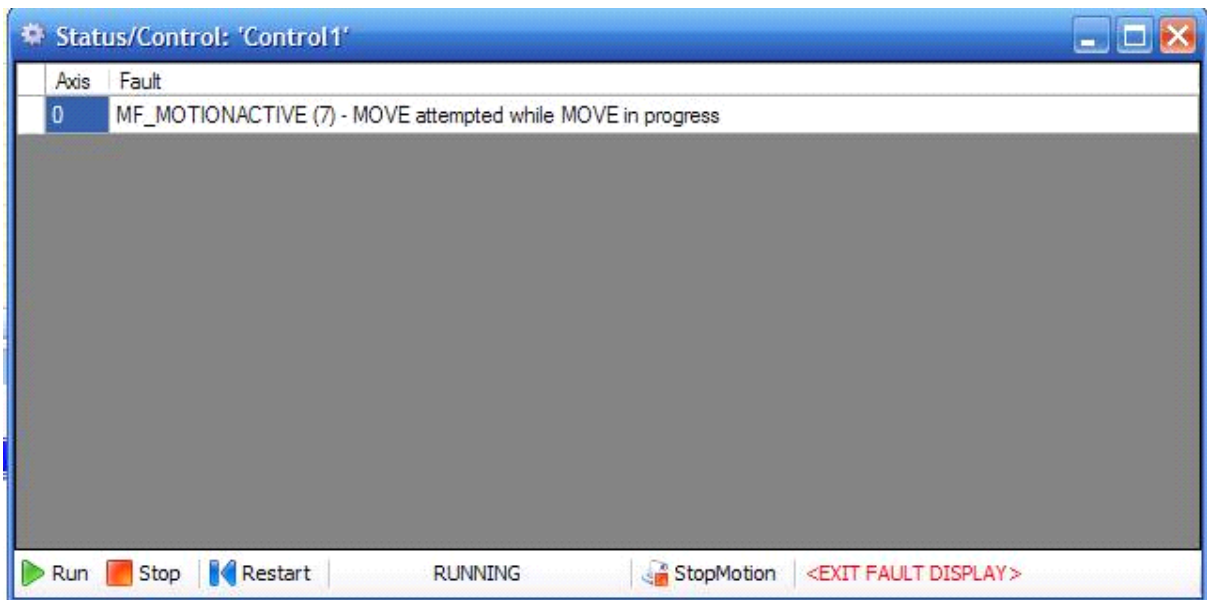 Status/Control: 'Control1'
Axis Fault
0 MF_MOTIONACTIVE (7) - MOVE attempted while MOVE in progress
Run Stop Restart RUNNING StopMotion <EXIT FAULT DISPLAY>